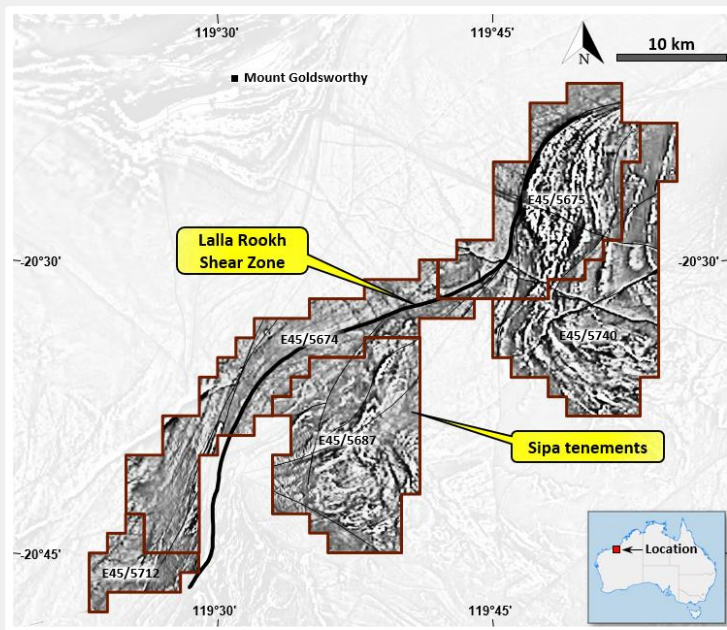 119°30'
119°45'
10 km
N
Mount Goldsworthy
E45/5675
Lalla Rookh
Shear Zone
-20°30'
-20°30'
E45/5674
E45/5740
E45/5687
Sipa tenements
Location
-20°45'
E45/5712
119°30'
119°45'